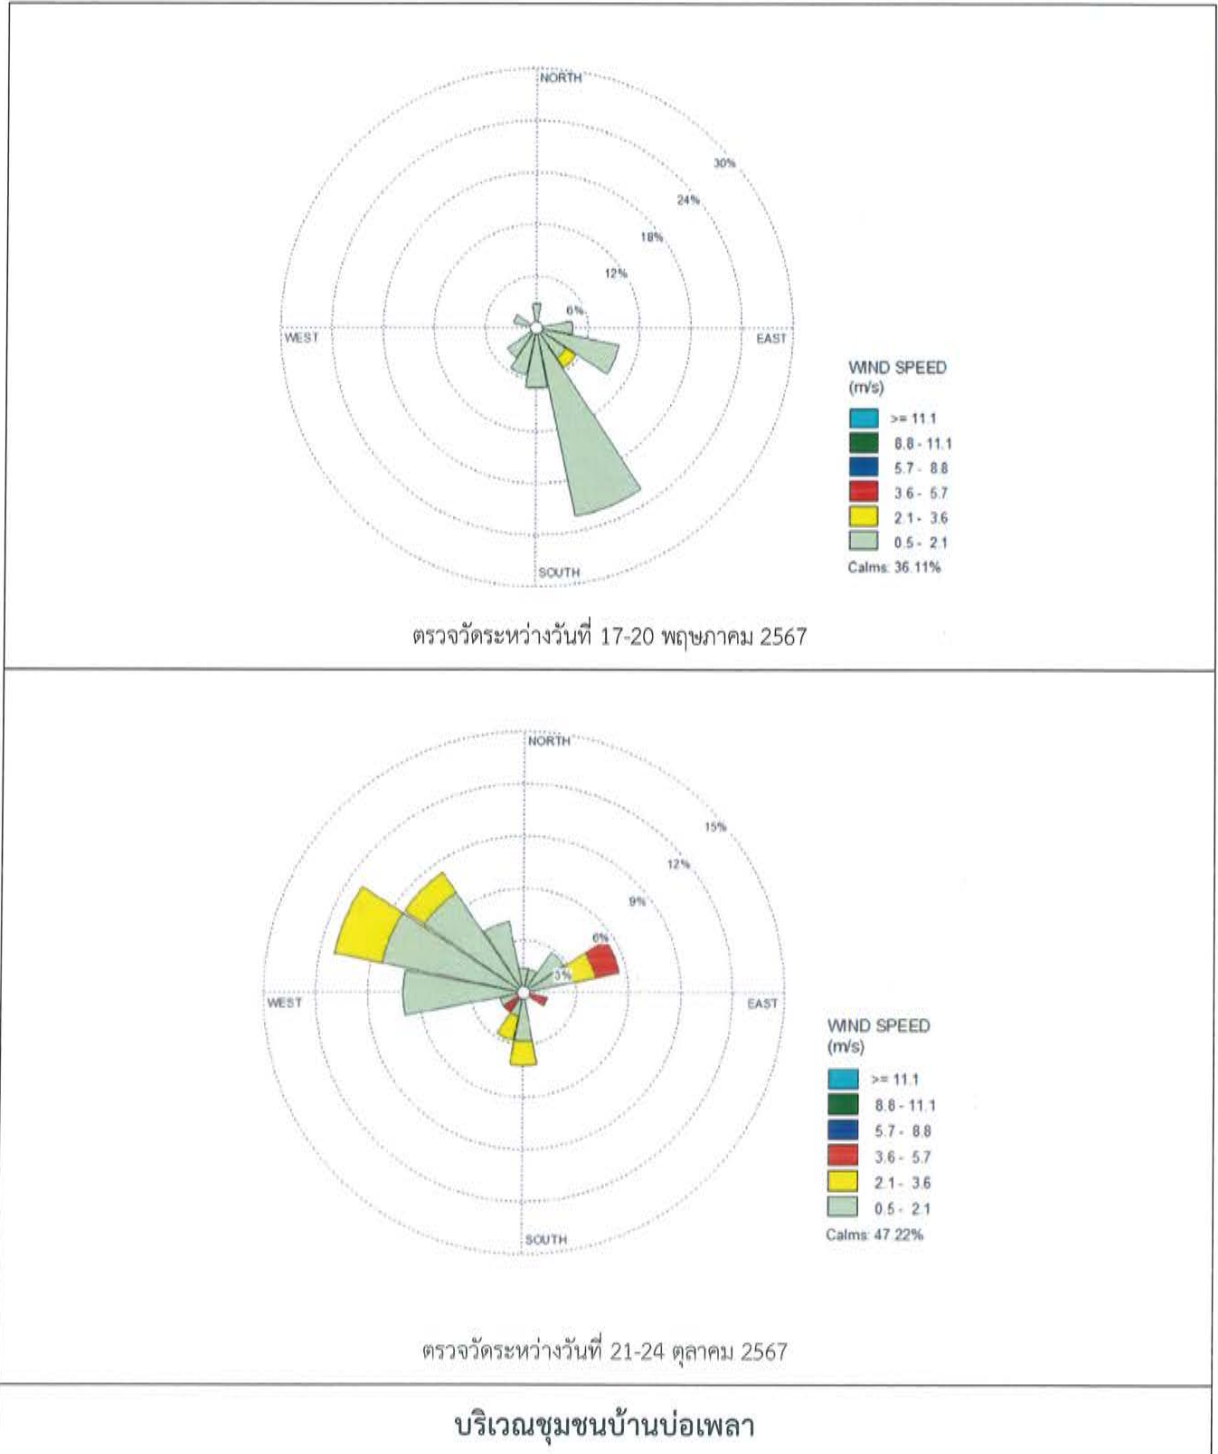 NORTH
30%
24%
18%
12%
6%
WEST
EAST
SOUTH
WIND SPEED
(m/s)
>= 11.1
8.8 - 11.1
5.7 - 8.8
3.6 - 5.7
2.1 - 3.6
0.5 - 2.1
Calms: 36.11%
ตรวจวัดระหว่างวันที่ 17-20 พฤษภาคม 2567
NORTH
15%
12%
9%
6%
3%
WEST
EAST
SOUTH
WIND SPEED
(m/s)
>= 11.1
8.8 - 11.1
5.7 - 8.8
3.6 - 5.7
2.1 - 3.6
0.5 - 2.1
Calms: 47.22%
ตรวจวัดระหว่างวันที่ 21-24 ตุลาคม 2567
บริเวณชุมชนบ้านบ่อเพลา